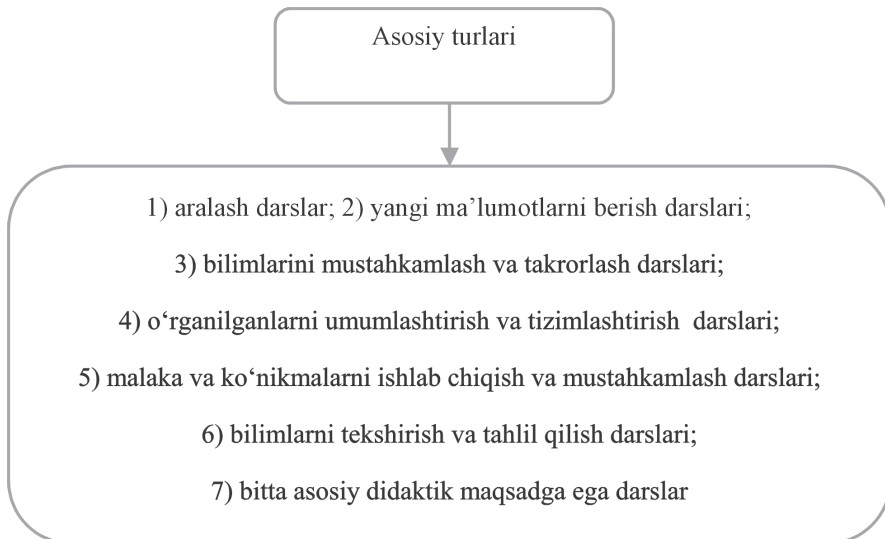 Asosiy turlari
1) aralash darslar; 2) yangi ma’lumotlarni berish darslari;
3) bilimlarini mustahkamlash va takrorlash darslari;
4) o‘rganilganlarni umumlashtirish va tizimlashtirish  darslari;
5) malaka va ko‘nikmalarni ishlab chiqish va mustahkamlash darslari;
6) bilimlarni tekshirish va tahlil qilish darslari;
7) bitta asosiy didaktik maqsadga ega darslar